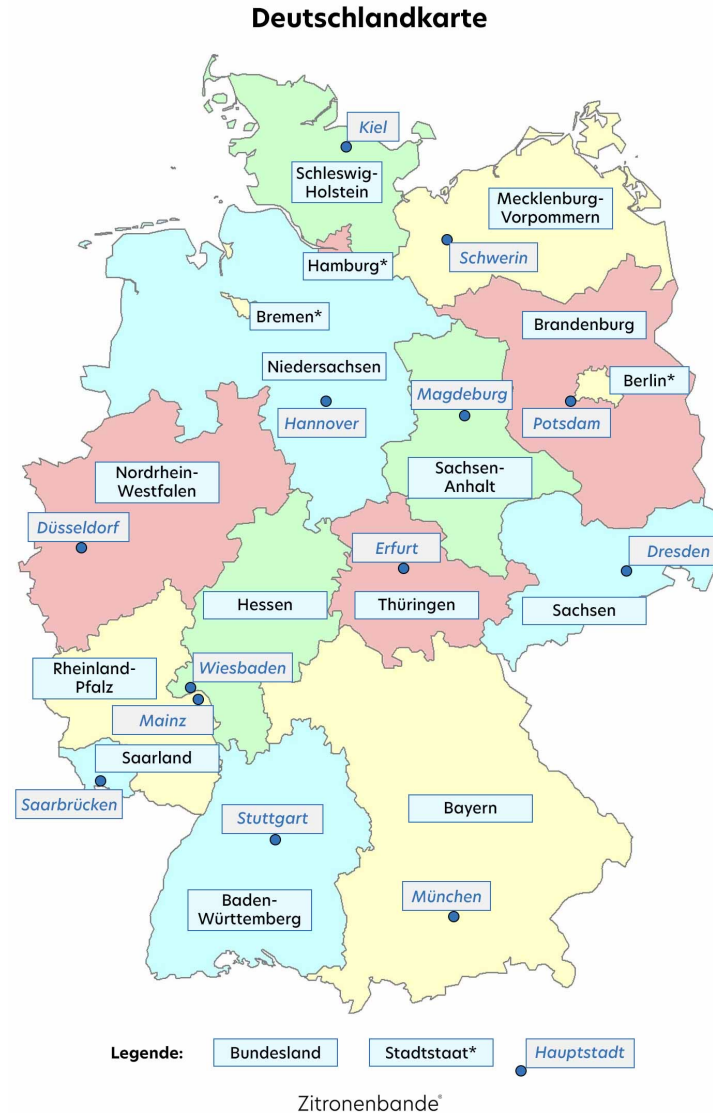 Deutschlandkarte
Kiel
Schleswig-
Holstein
Mecklenburg-
Vorpommern
Schwerin
Hamburg*
Bremen*
Brandenburg
Niedersachsen
Berlin*
Magdeburg
Hannover
Potsdam
Nordrhein-
Westfalen
Sachsen-
Anhalt
Düsseldorf
Erfurt
Dresden
Hessen
Thüringen
Sachsen
Rheinland-
Pfalz
Wiesbaden
Mainz
Saarland
Saarbrücken
Stuttgart
Bayern
Baden-
Württemberg
München
Legende: Bundesland Stadtstaat* Hauptstadt
Zitronenbande®